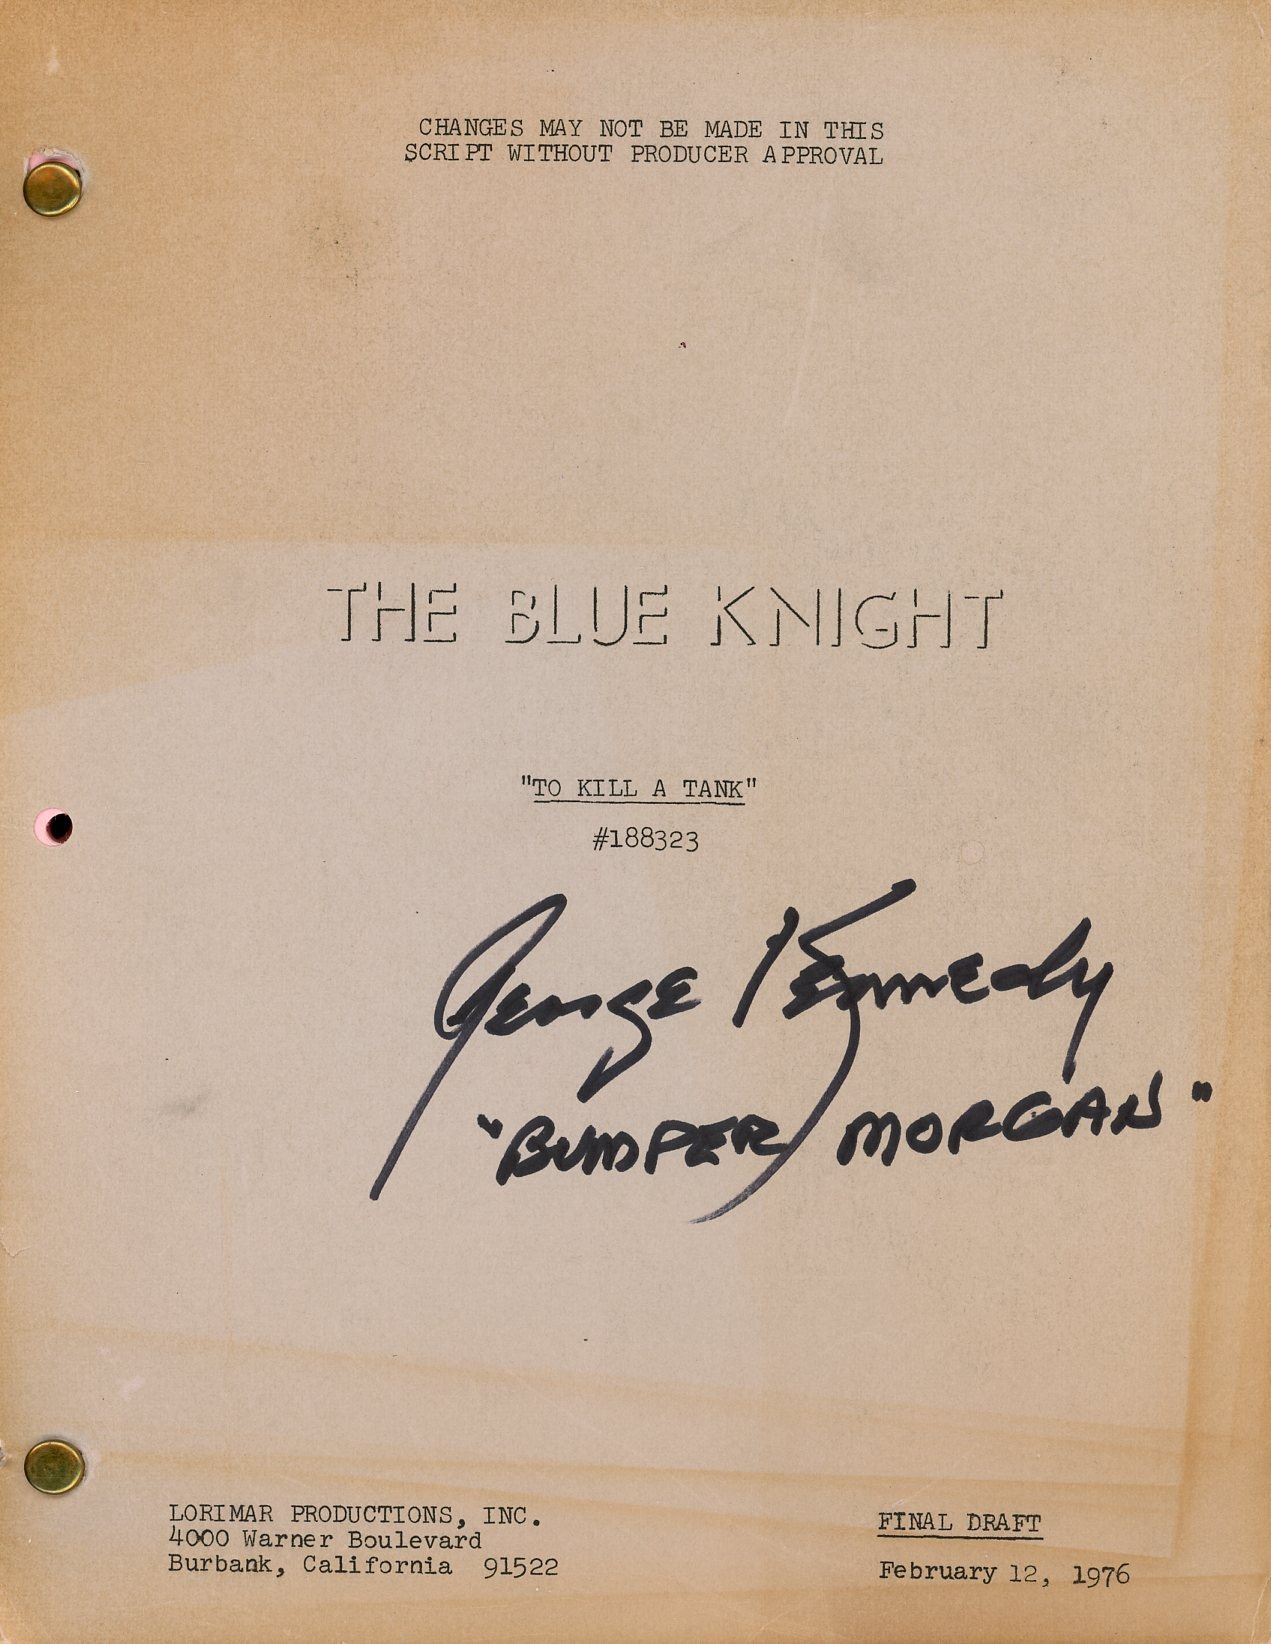 CHANGES MAY NOT BE MADE IN THIS
SCRIPT WITHOUT PRODUCER APPROVAL
THE BLUE KNIGHT
"TO KILL A TANK"
#188323
George Kennedy
"BUMPER MORGAN"
LORIMAR PRODUCTIONS, INC.
4000 Warner Boulevard
Burbank, California 91522
FINAL DRAFT
February 12, 1976